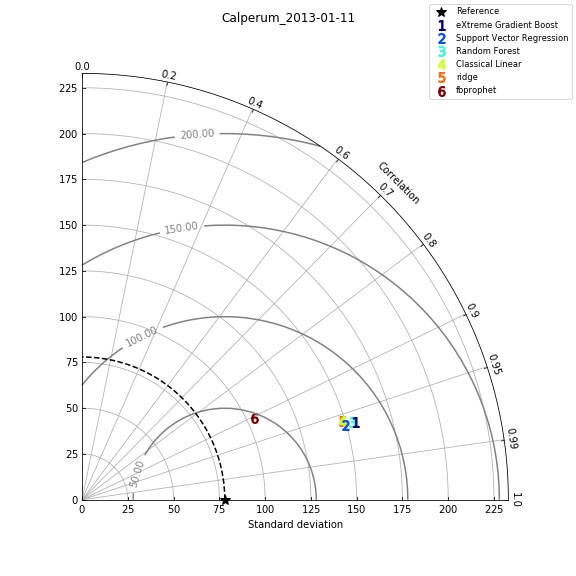 Calperum_2013-01-11
Reference
1 eXtreme Gradient Boost
2 Support Vector Regression
3 Random Forest
4 Classical Linear
5 ridge
6 fbprophet
0.0
0.2
0.4
0.6
0.7
0.8
0.9
0.95
0.99
1.0
Correlation
225
200
175
150
125
100
75
50
25
0
200.00
150.00
100.00
50.00
6
2
1
0 25 50 75 100 125 150 175 200 225
Standard deviation